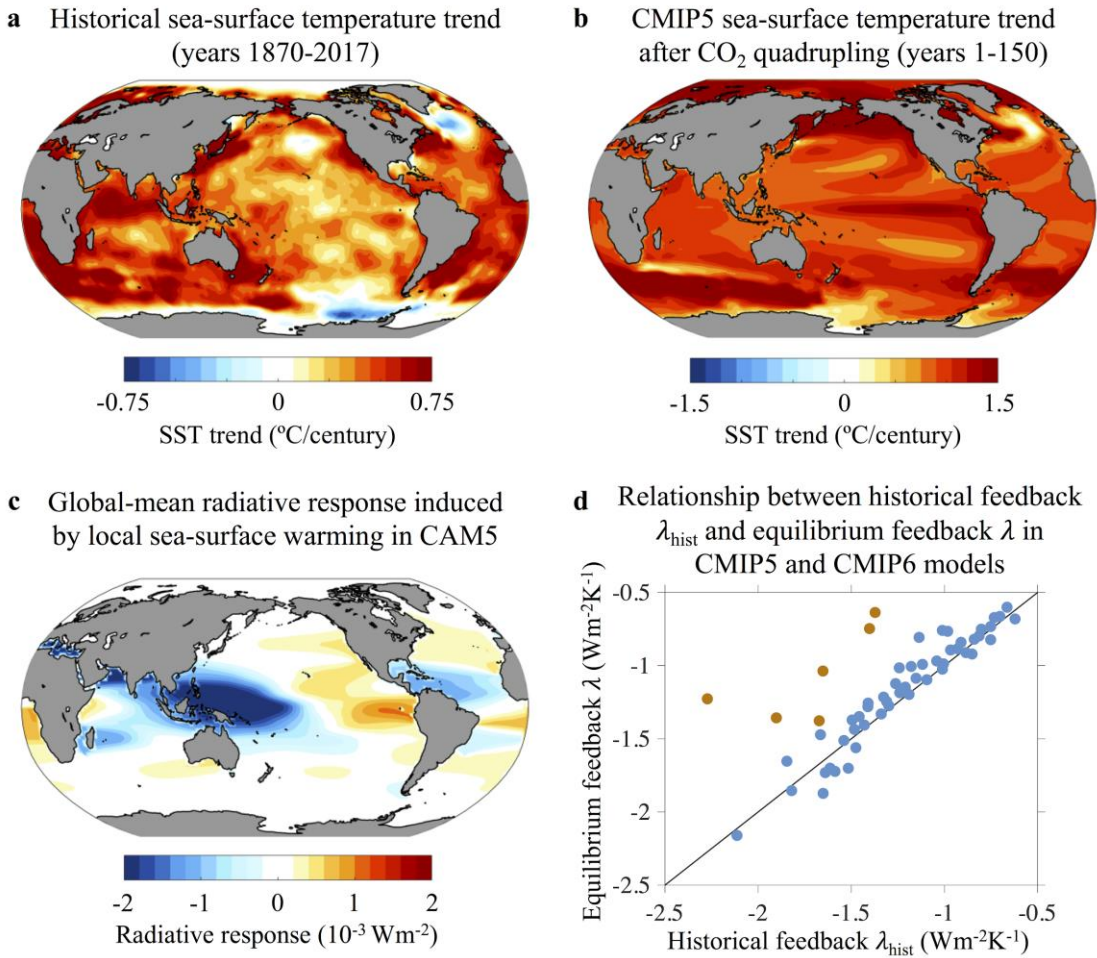 a Historical sea-surface temperature trend
(years 1870-2017)
-0.75 0 0.75
SST trend (ºC/century)
b CMIP5 sea-surface temperature trend
after CO₂ quadrupling (years 1-150)
-1.5 0 1.5
SST trend (ºC/century)
c Global-mean radiative response induced
by local sea-surface warming in CAM5
-2 -1 0 1 2
Radiative response (10⁻³ Wm⁻²)
d Relationship between historical feedback
λhist and equilibrium feedback λ in
CMIP5 and CMIP6 models
Equilibrium feedback λ (Wm⁻²K⁻¹)
-0.5
-1
-1.5
-2
-2.5
-2.5 -2 -1.5 -1 -0.5
Historical feedback λhist (Wm⁻²K⁻¹)